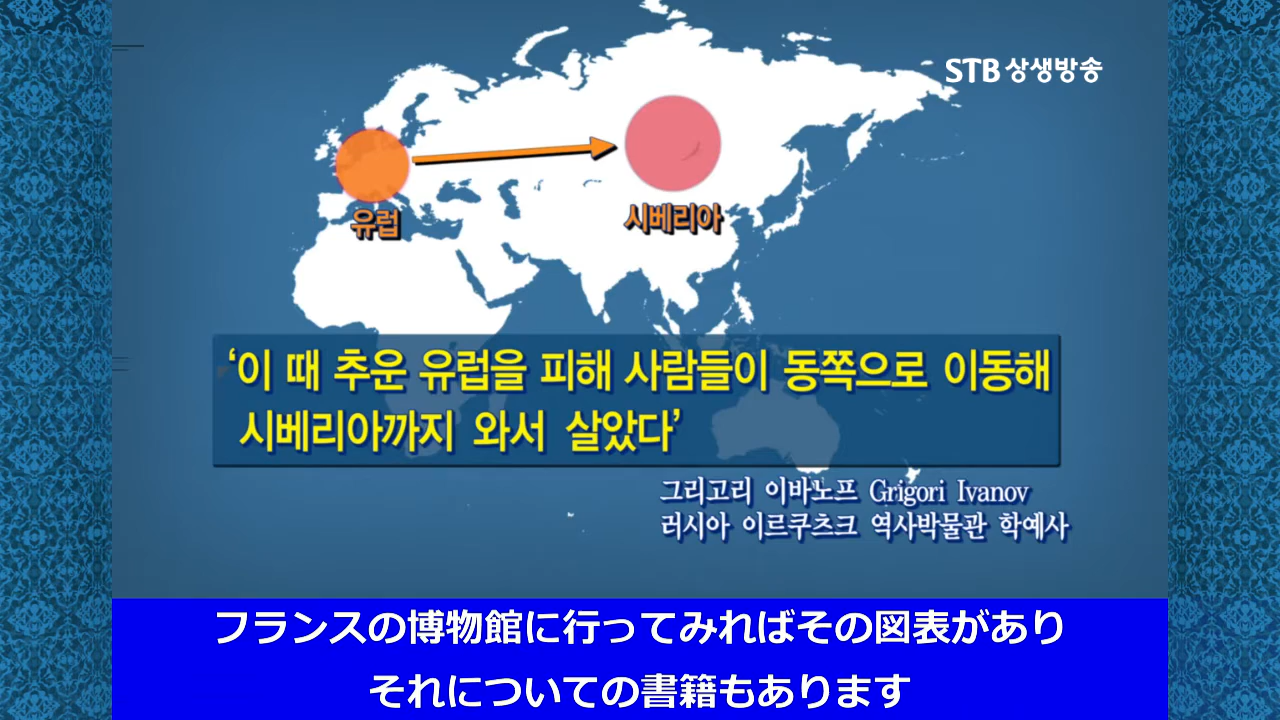 STB 상생방송
유럽
시베리아
‘이 때 추운 유럽을 피해 사람들이 동쪽으로 이동해
시베리아까지 와서 살았다’
그리고리 이바노프 Grigori Ivanov
러시아 이르쿠츠크 역사박물관 학예사
フランスの博物館に行ってみればその図表があり
それについての書籍もあります